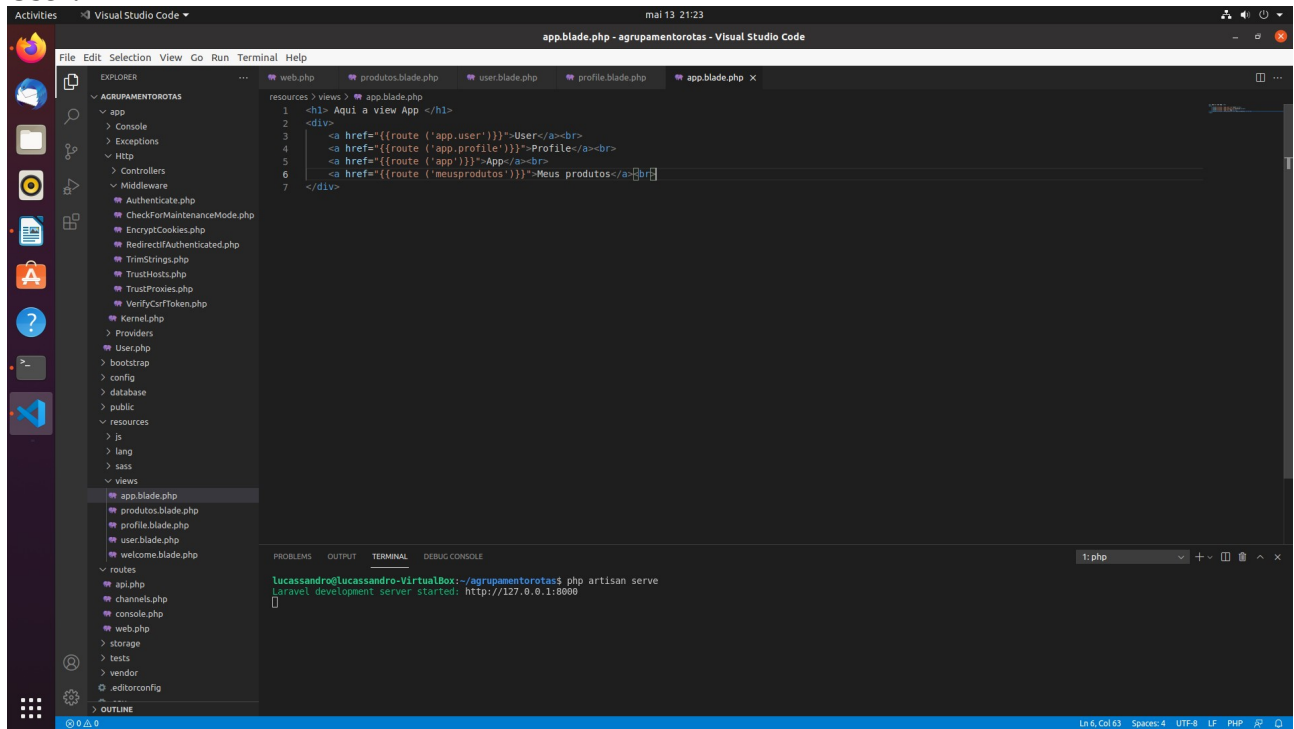 Activities
Visual Studio Code
mai 13 21:23
app.blade.php - agrupamentorotas - Visual Studio Code
File Edit Selection View Go Run Terminal Help
EXPLORER
AGRUPAMENTOROTAS
app
Console
Exceptions
Http
Controllers
Middleware
Authenticate.php
CheckForMaintenanceMode.php
EncryptCookies.php
RedirectIfAuthenticated.php
TrimStrings.php
TrustHosts.php
TrustProxies.php
VerifyCsrfToken.php
Kernel.php
Providers
User.php
bootstrap
config
database
public
resources
js
lang
sass
views
app.blade.php
produtos.blade.php
profile.blade.php
user.blade.php
welcome.blade.php
routes
api.php
channels.php
console.php
web.php
storage
tests
vendor
.editorconfig
OUTLINE
web.php produtos.blade.php user.blade.php profile.blade.php app.blade.php
resources > views > app.blade.php
1 <h1> Aqui a view App </h1>
2 <div>
3 <a href="{{route ('app.user')}}">User</a><br>
4 <a href="{{route ('app.profile')}}">Profile</a><br>
5 <a href="{{route ('app')}}">App</a><br>
6 <a href="{{route ('meusprodutos')}}">Meus produtos</a><br>
7 </div>
PROBLEMS OUTPUT TERMINAL DEBUG CONSOLE
1: php
lucassandro@lucassandro-VirtualBox:~/agrupamentorotas$ php artisan serve
Laravel development server started: http://127.0.0.1:8000
0 0
Ln 6, Col 63 Spaces: 4 UTF-8 LF PHP